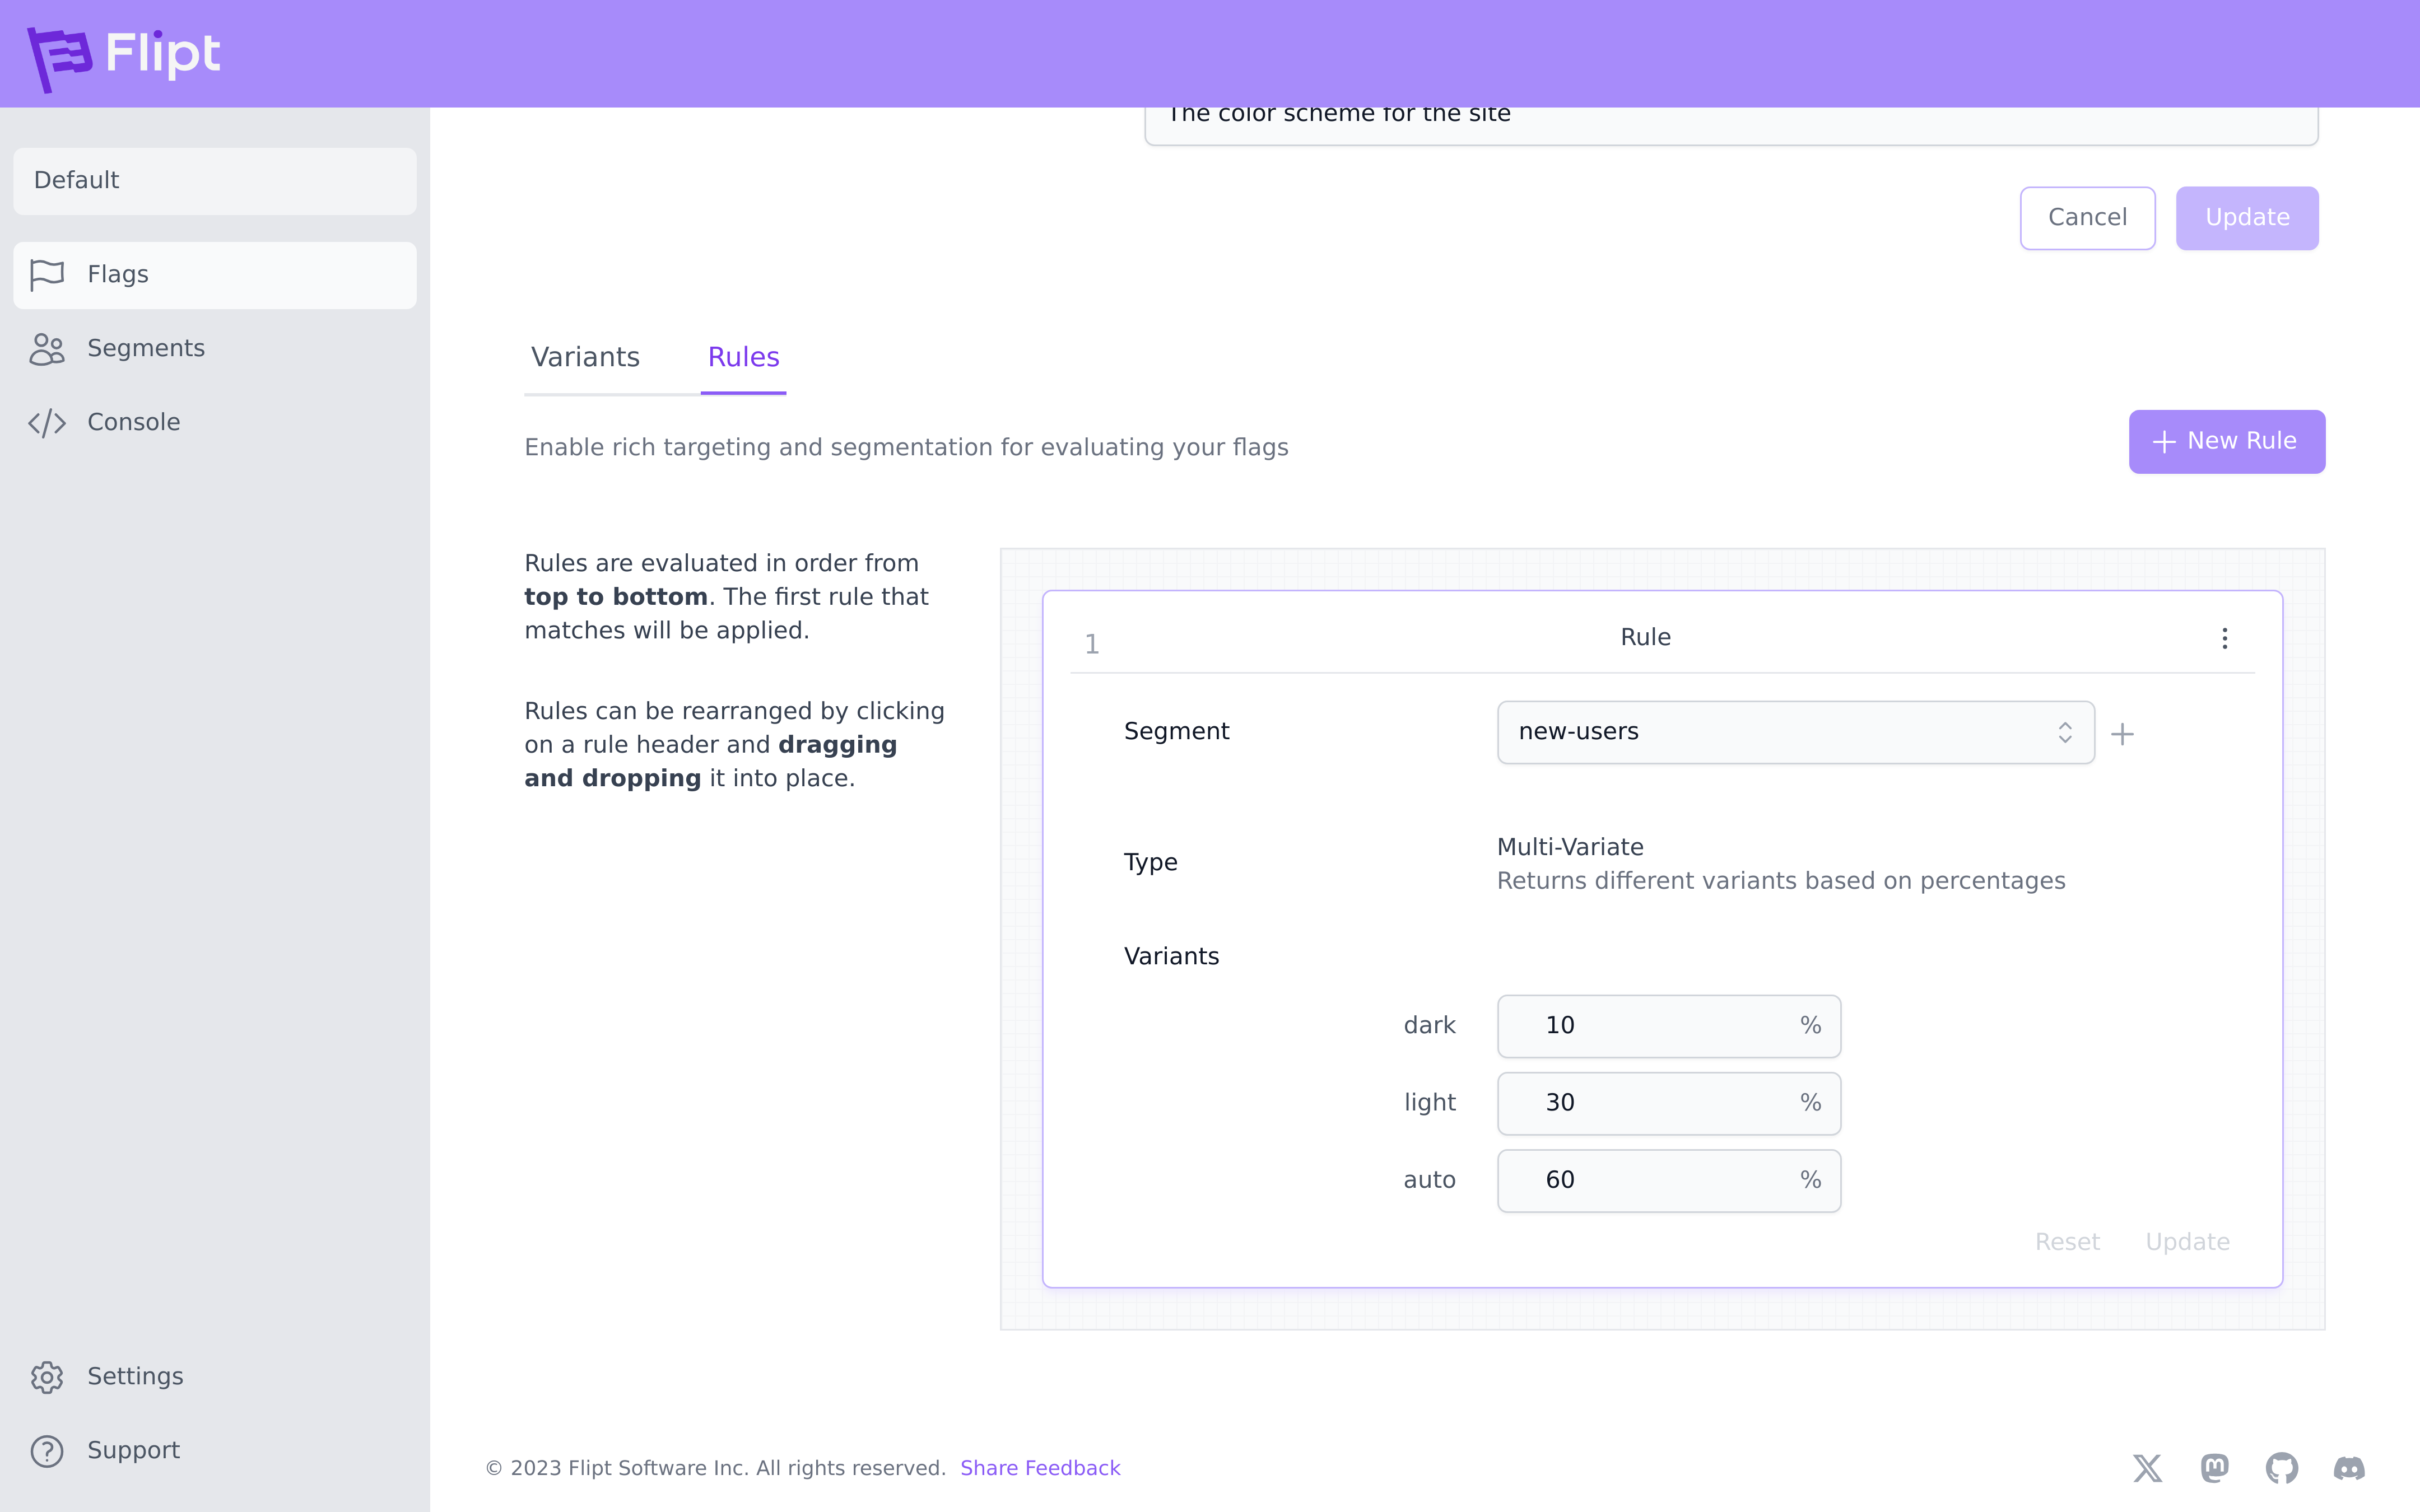 Flipt
Default
Flags
Segments
Console
Settings
Support
The color scheme for the site
Cancel
Update
Variants
Rules
Enable rich targeting and segmentation for evaluating your flags
New Rule
Rules are evaluated in order from
top to bottom. The first rule that
matches will be applied.
Rules can be rearranged by clicking
on a rule header and dragging
and dropping it into place.
1
Rule
Segment
new-users
Type
Multi-Variate
Returns different variants based on percentages
Variants
dark 10 %
light 30 %
auto 60 %
Reset
Update
© 2023 Flipt Software Inc. All rights reserved. Share Feedback